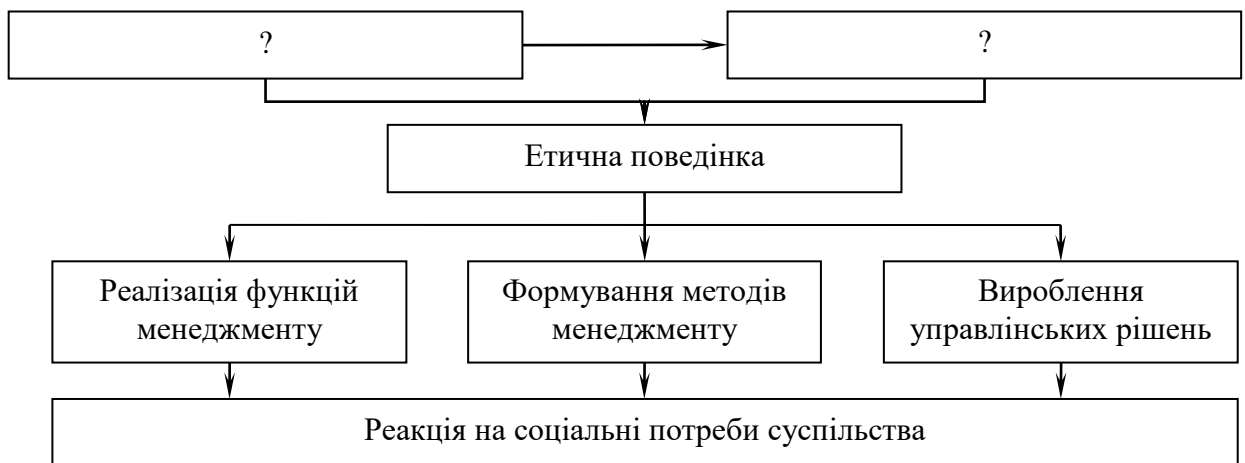 ?
?
Етична поведінка
Реалізація функцій
менеджменту
Формування методів
менеджменту
Вироблення
управлінських рішень
Реакція на соціальні потреби суспільства